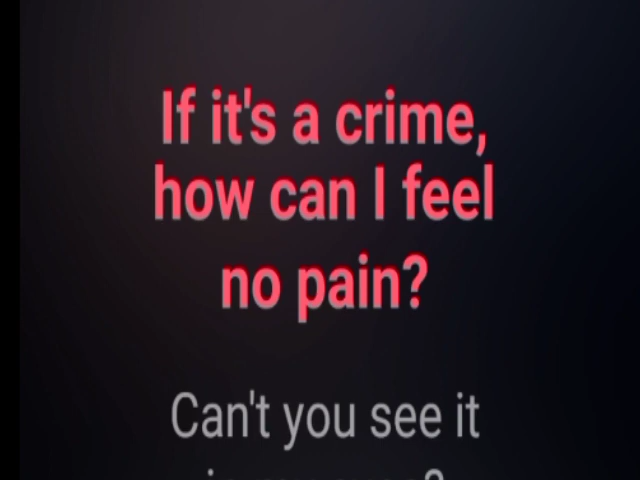 If it's a crime,
how can I feel
no pain?
Can't you see it